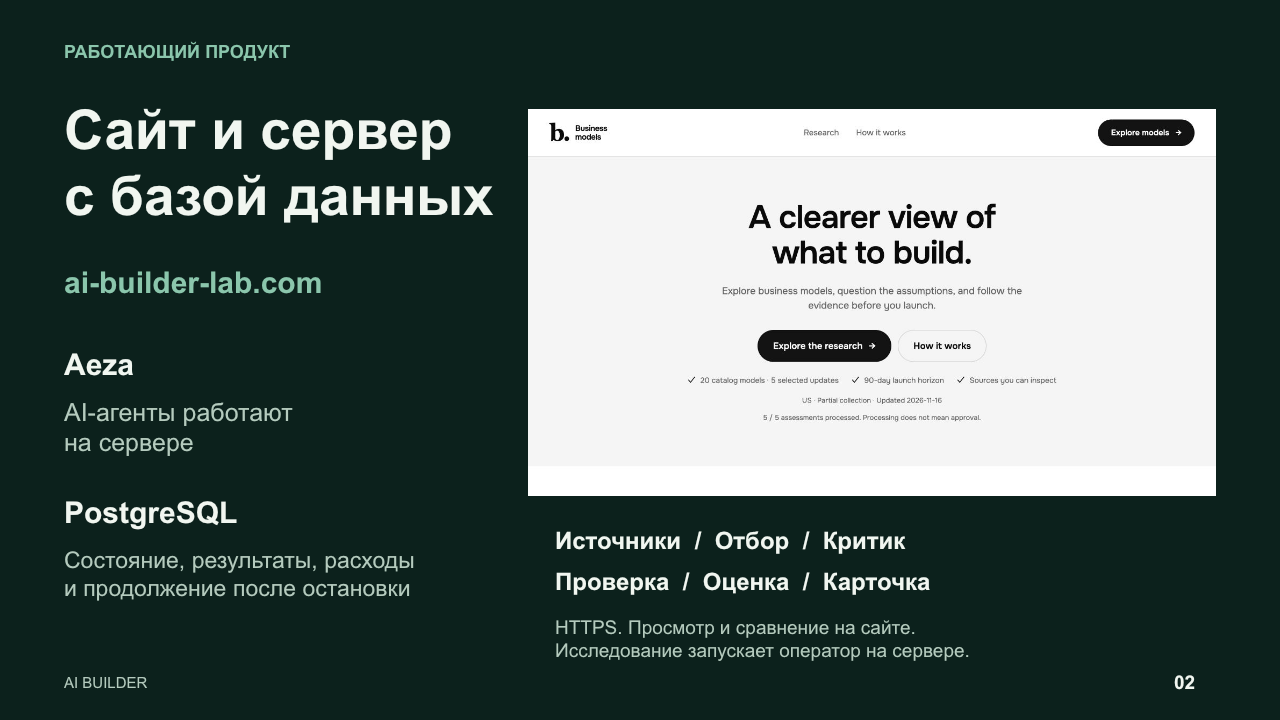 РАБОТАЮЩИЙ ПРОДУКТ
Сайт и сервер
с базой данных
ai-builder-lab.com
Aeza
AI-агенты работают
на сервере
PostgreSQL
Состояние, результаты, расходы
и продолжение после остановки
b. Business
models
Research How it works
Explore models →
A clearer view of
what to build.
Explore business models, question the assumptions, and follow the
evidence before you launch.
Explore the research → How it works
✓ 20 catalog models · 5 selected updates ✓ 90-day launch horizon ✓ Sources you can inspect
US · Partial collection · Updated 2026-11-16
5 / 5 assessments processed. Processing does not mean approval.
Источники / Отбор / Критик
Проверка / Оценка / Карточка
HTTPS. Просмотр и сравнение на сайте.
Исследование запускает оператор на сервере.
AI BUILDER
02